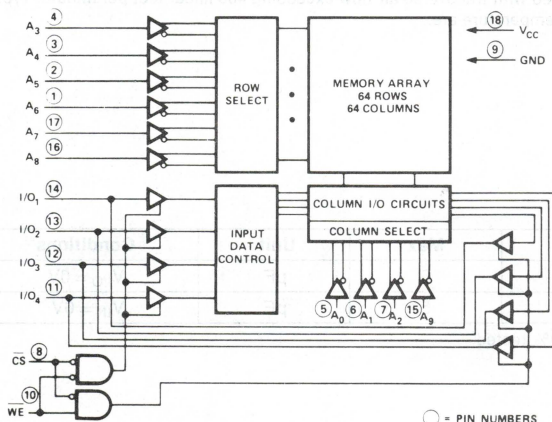 A3 4
A4 3
A5 2
A6 1
A7 17
A8 16
ROW
SELECT
MEMORY ARRAY
64 ROWS
64 COLUMNS
18 VCC
9 GND
I/O1 14
I/O2 13
I/O3 12
I/O4 11
INPUT
DATA
CONTROL
COLUMN I/O CIRCUITS
COLUMN SELECT
5 A0 6 A1 7 A2 15 A9
CS 8
WE 10
= PIN NUMBERS